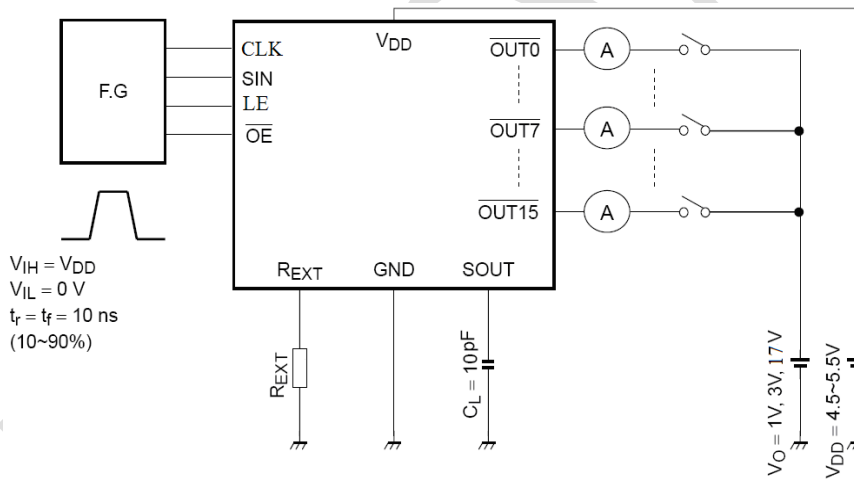 F.G
CLK
SIN
LE
OE
VDD
OUT0
OUT7
OUT15
A
A
A
REXT
GND
SOUT
VIH = VDD
VIL = 0 V
tr = tf = 10 ns
(10~90%)
REXT
CL = 10pF
VO = 1V, 3V, 17V
VDD = 4.5~5.5V